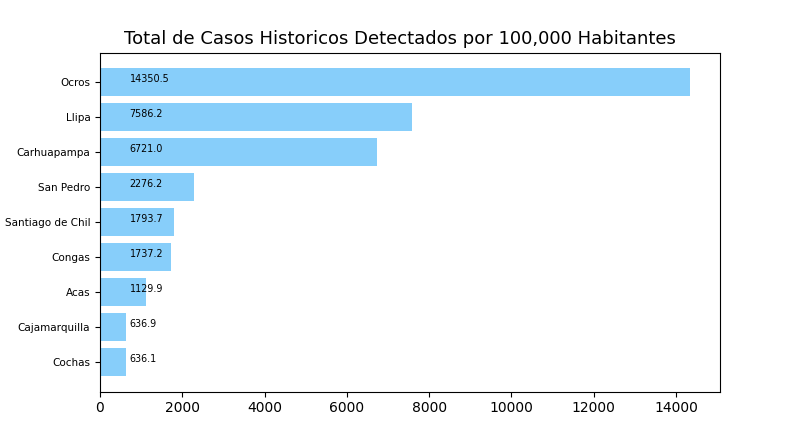 Total de Casos Historicos Detectados por 100,000 Habitantes
Ocros 14350.5
Llipa 7586.2
Carhuapampa 6721.0
San Pedro 2276.2
Santiago de Chil 1793.7
Congas 1737.2
Acas 1129.9
Cajamarquilla 636.9
Cochas 636.1
0 2000 4000 6000 8000 10000 12000 14000